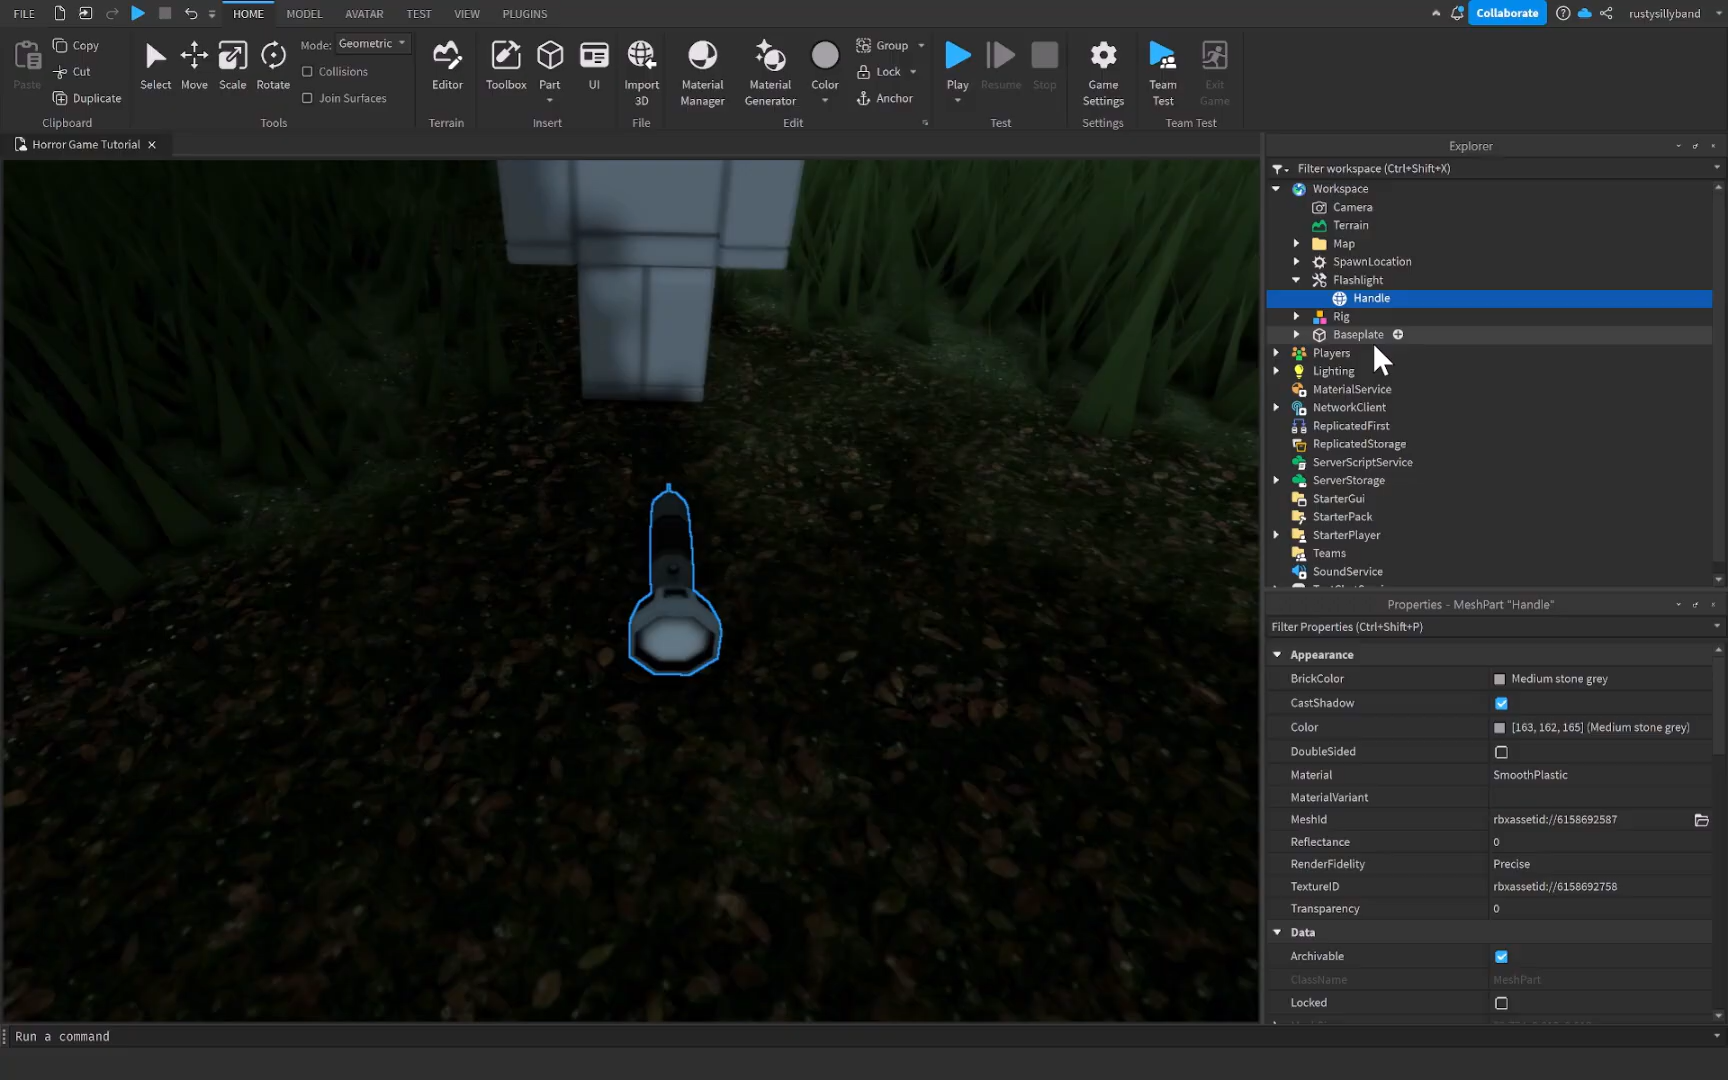 FILE HOME MODEL AVATAR TEST VIEW PLUGINS Collaborate rustysillyband
Paste Copy Cut Duplicate Clipboard
Select Move Scale Rotate Mode: Geometric Collisions Join Surfaces Tools
Editor Terrain
Toolbox Part UI Insert
Import 3D File
Material Manager Material Generator Color Group Lock Anchor Edit
Play Resume Stop Test
Game Settings Settings
Team Test Exit Game Team Test
Horror Game Tutorial
Explorer
Filter workspace (Ctrl+Shift+X)
Workspace
Camera
Terrain
Map
SpawnLocation
Flashlight
Handle
Rig
Baseplate
Players
Lighting
MaterialService
NetworkClient
ReplicatedFirst
ReplicatedStorage
ServerScriptService
ServerStorage
StarterGui
StarterPack
StarterPlayer
Teams
SoundService
Properties - MeshPart "Handle"
Filter Properties (Ctrl+Shift+P)
Appearance
BrickColor Medium stone grey
CastShadow
Color [163, 162, 165] (Medium stone grey)
DoubleSided
Material SmoothPlastic
MaterialVariant
MeshId rbxassetid://6158692587
Reflectance 0
RenderFidelity Precise
TextureID rbxassetid://6158692758
Transparency 0
Data
Archivable
ClassName MeshPart
Locked
Run a command